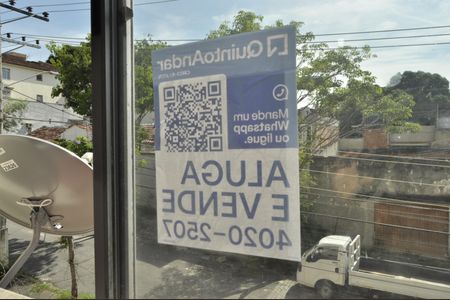 QuintoAndar
Mande um
Whatsapp
ou ligue.
ALUGA
E VENDE
4020-2507